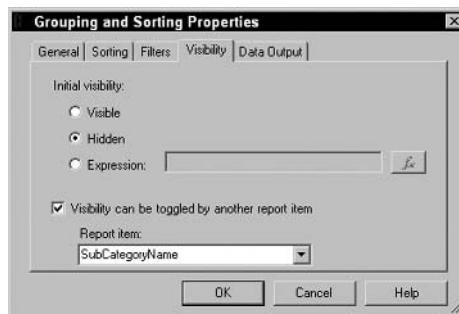 Grouping and Sorting Properties
General Sorting Filters Visibility Data Output
Initial visibility:
Visible
Hidden
Expression:
fx
Visibility can be toggled by another report item
Report item:
SubCategoryName
OK Cancel Help